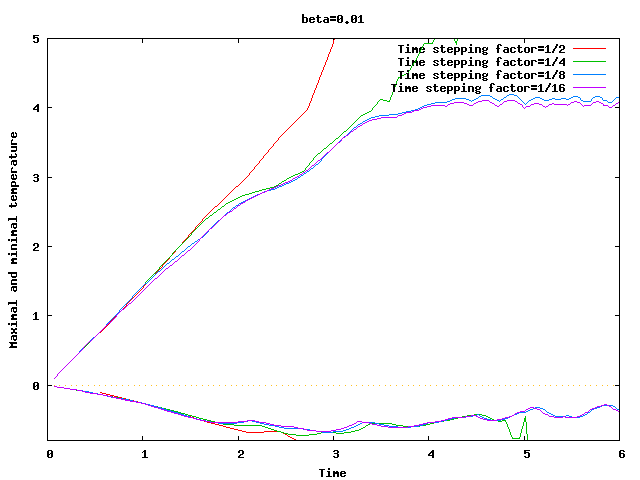 beta=0.01
5
Time stepping factor=1/2
Time stepping factor=1/4
Time stepping factor=1/8
Time stepping factor=1/16
4
3
2
1
0
Maximal and minimal temperature
0 1 2 3 4 5 6
Time